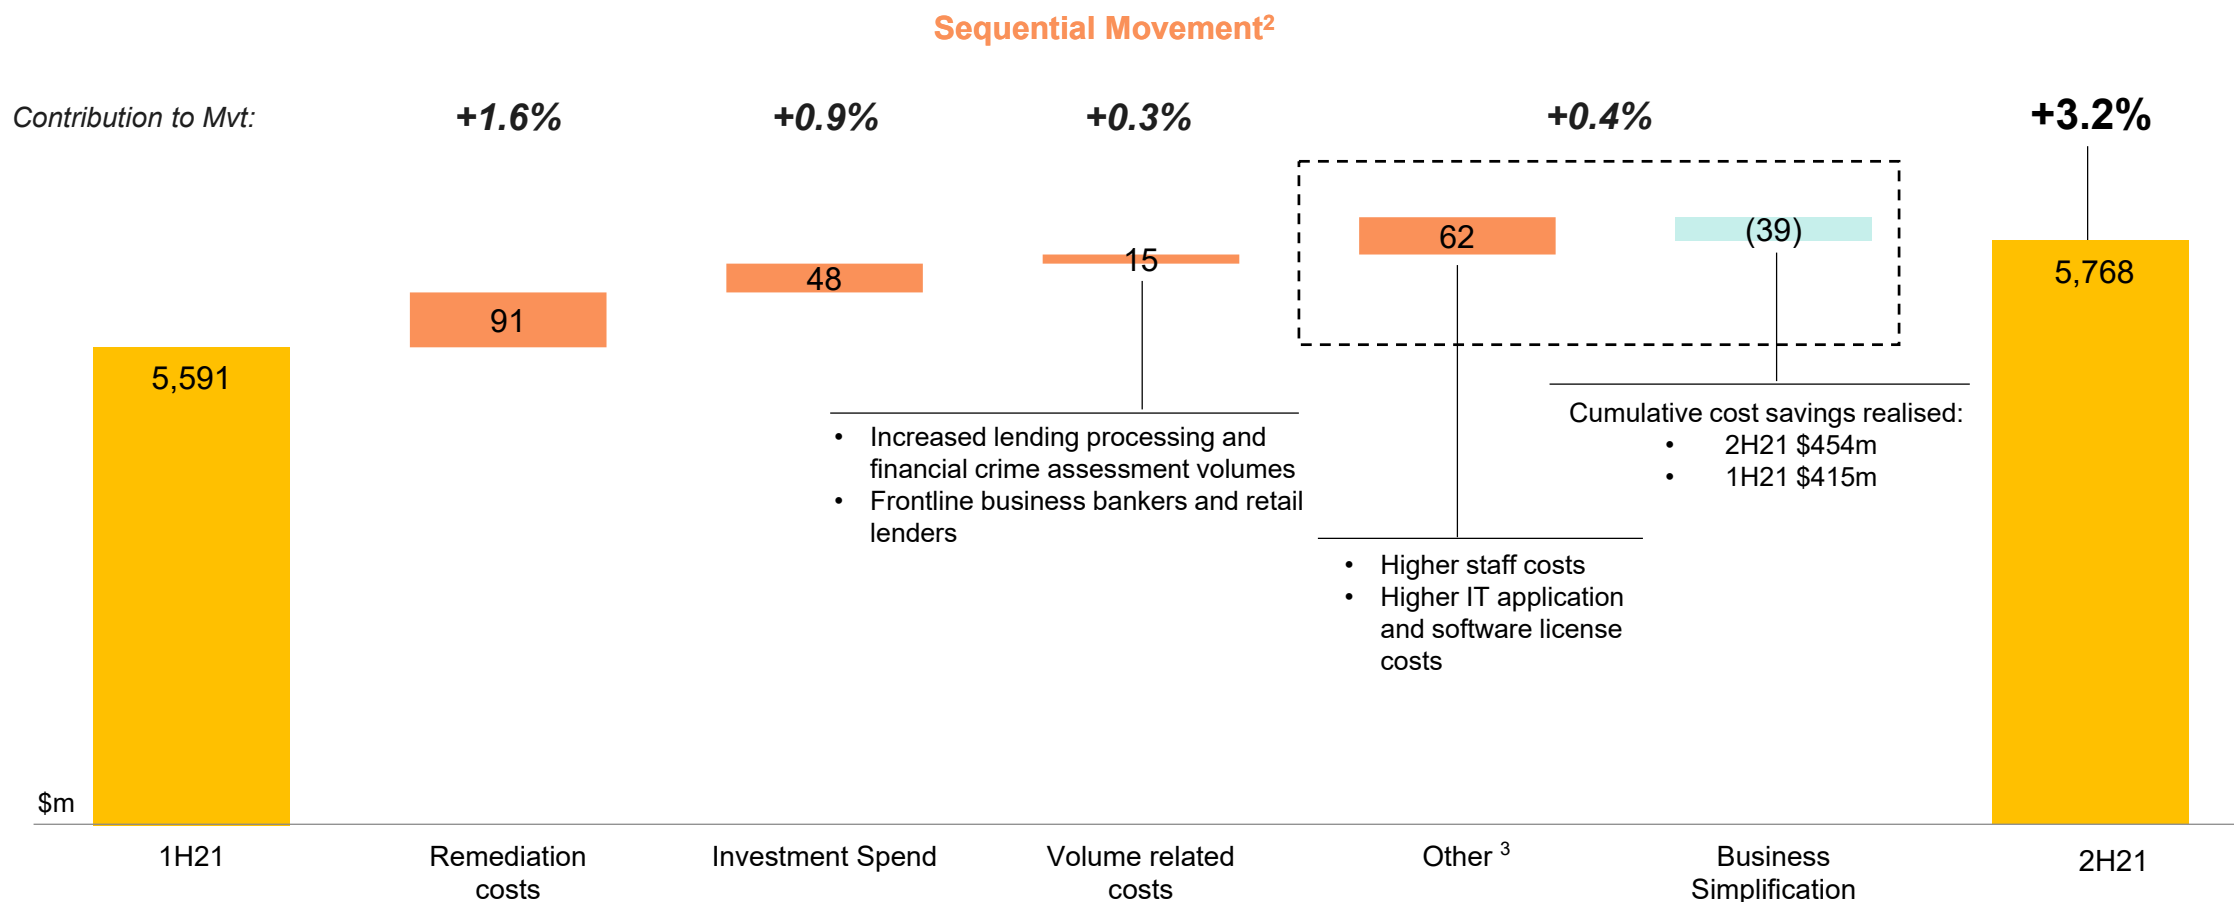 Sequential Movement²
Contribution to Mvt:
+1.6%
+0.9%
+0.3%
+0.4%
+3.2%
5,591
91
48
15
62
(39)
5,768
• Increased lending processing and
financial crime assessment volumes
• Frontline business bankers and retail
lenders
• Higher staff costs
• Higher IT application
and software license
costs
Cumulative cost savings realised:
• 2H21 $454m
• 1H21 $415m
$m
1H21
Remediation
costs
Investment Spend
Volume related
costs
Other ³
Business
Simplification
2H21